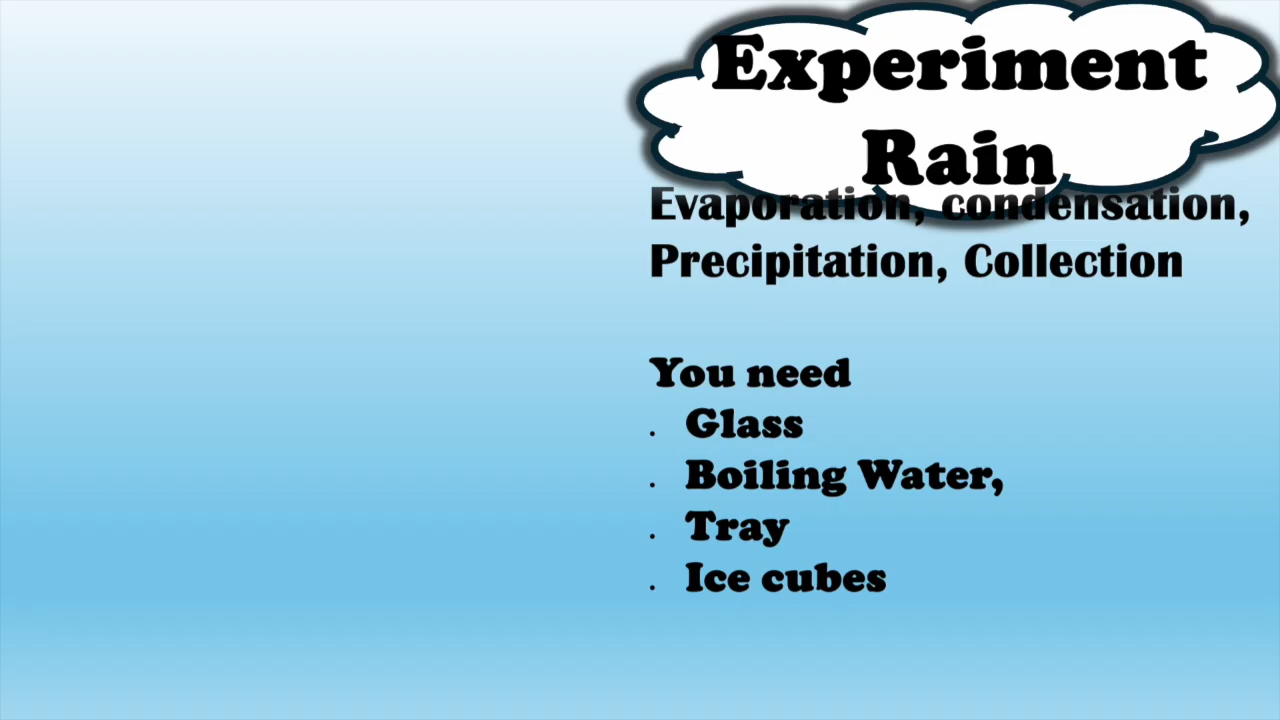 Experiment
Rain
Evaporation, condensation,
Precipitation, Collection
You need
. Glass
. Boiling Water,
. Tray
. Ice cubes